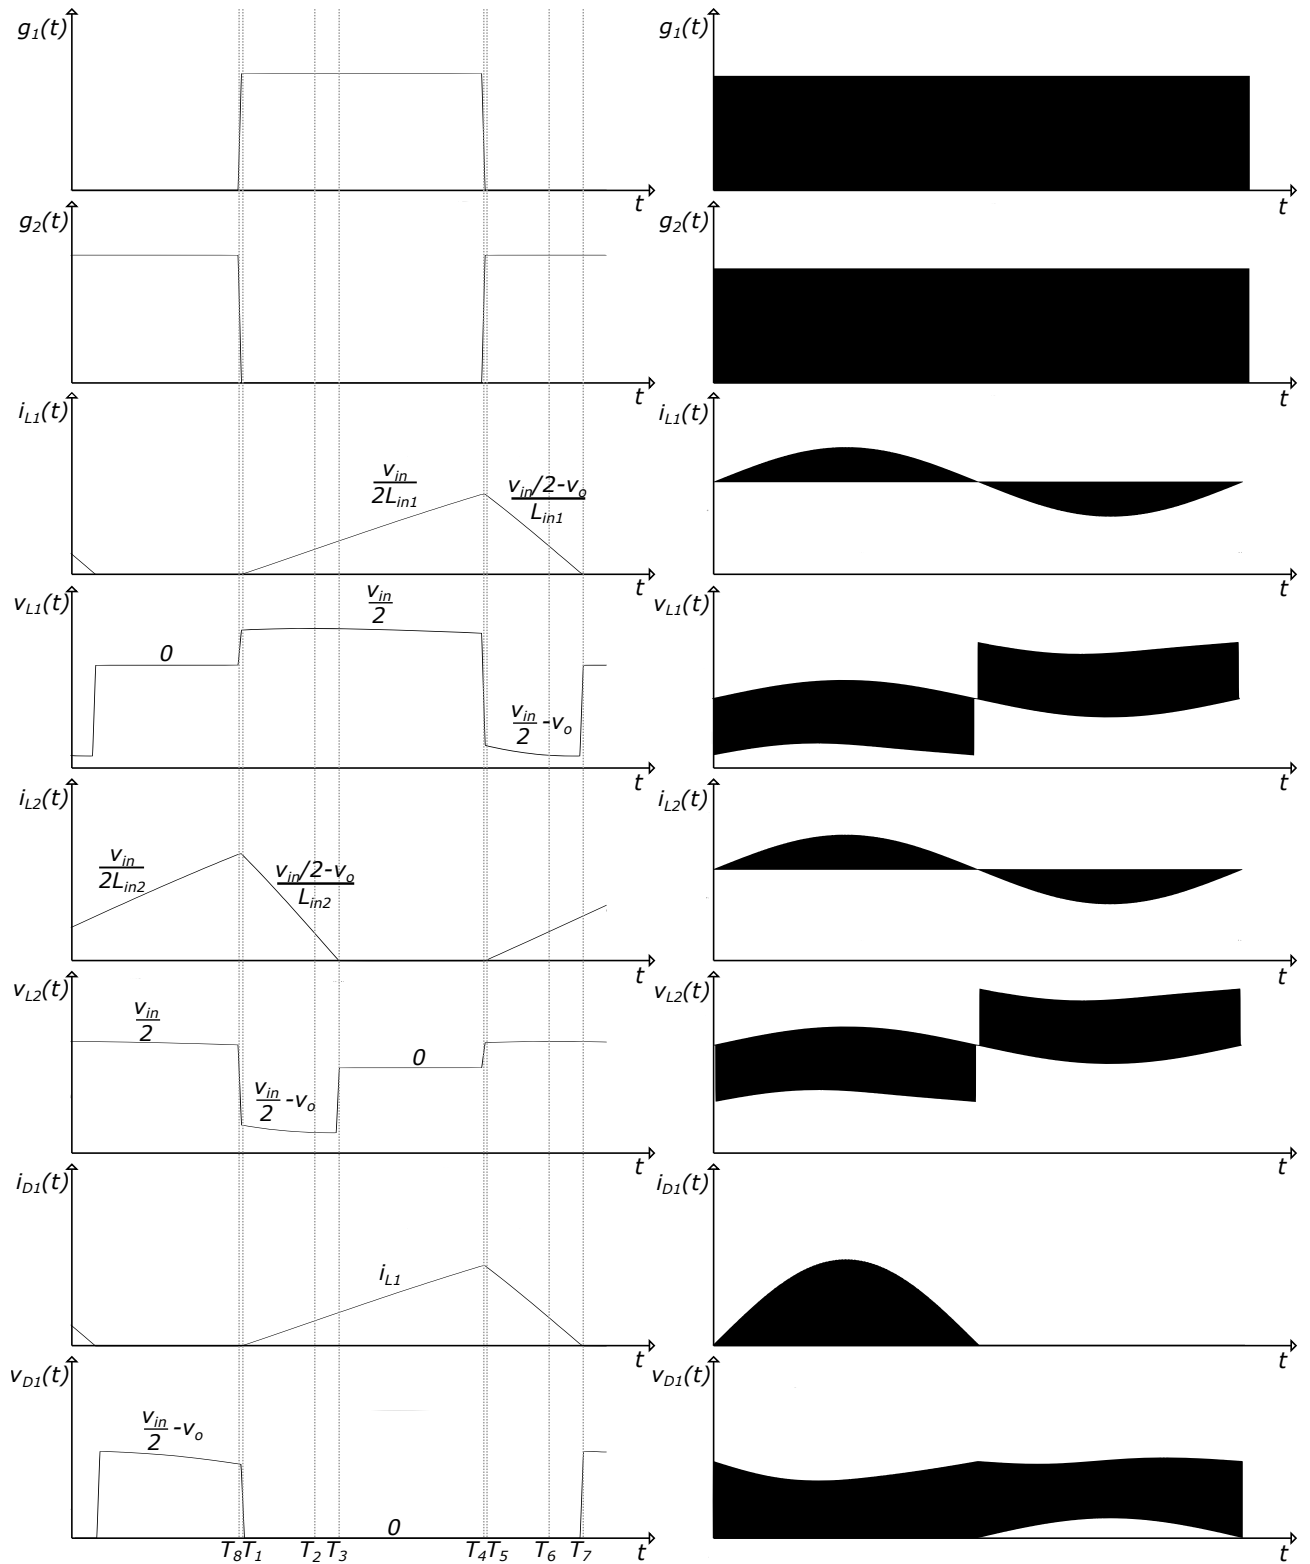 g1(t)
t
g1(t)
t
g2(t)
t
g2(t)
t
iL1(t)
vin
2Lin1
vin/2-vo
Lin1
t
iL1(t)
t
vL1(t)
0
vin
2
vin
2
-vo
t
vL1(t)
t
iL2(t)
vin
2Lin2
vin/2-vo
Lin2
t
iL2(t)
t
vL2(t)
vin
2
vin
2
-vo
0
t
vL2(t)
t
iD1(t)
iL1
t
iD1(t)
t
vD1(t)
vin
2
-vo
0
T8 T1 T2 T3 T4 T5 T6 T7 t
vD1(t)
t